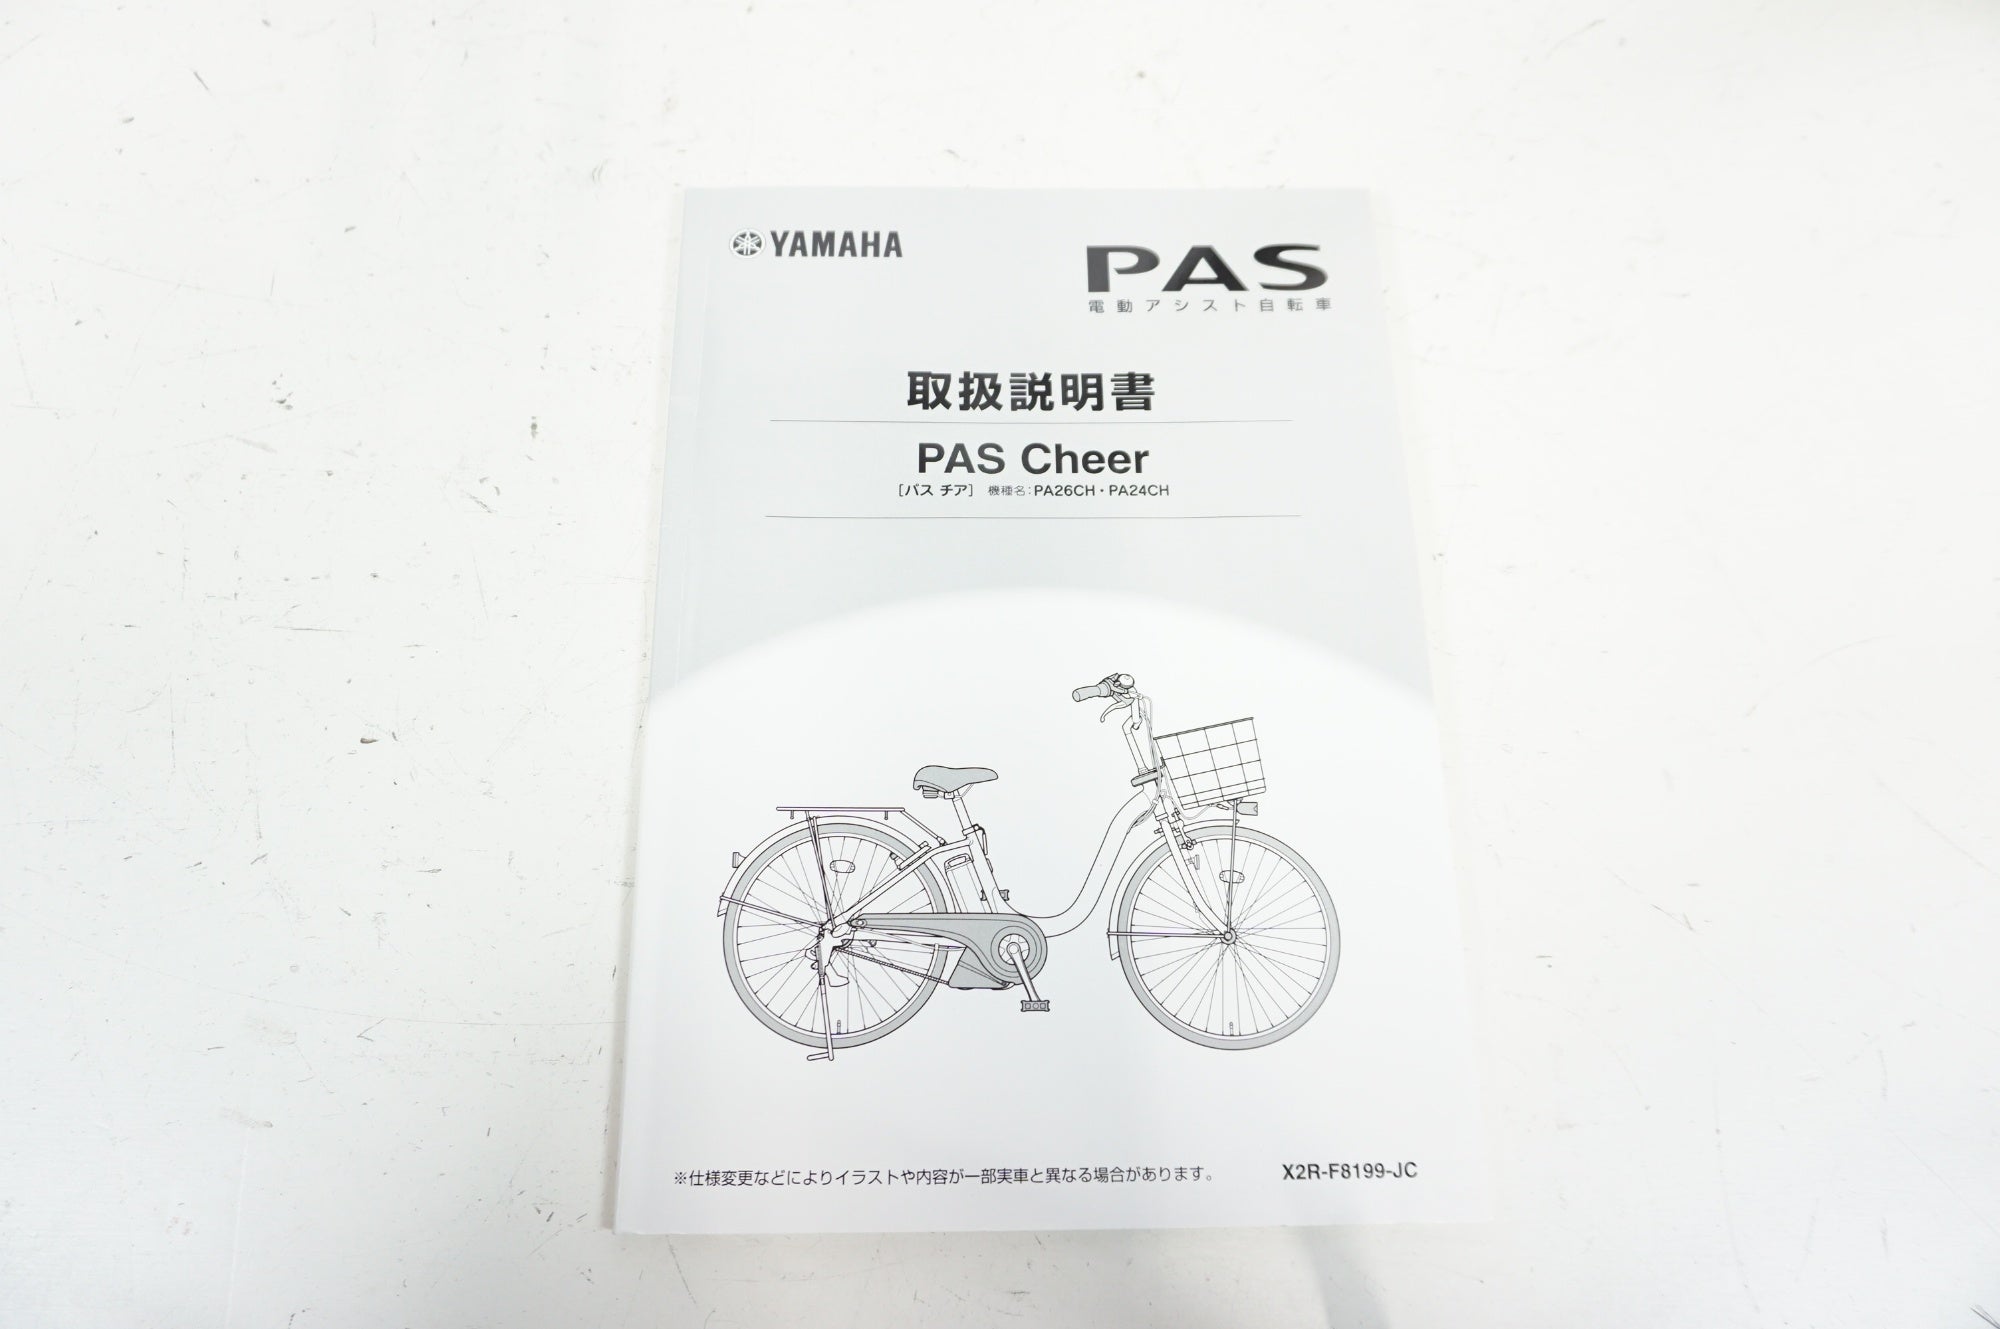 YAMAHA
PAS
電動アシスト自転車
取扱説明書
PAS Cheer
[パス チア] 機種名:PA26CH・PA24CH
※仕様変更などによりイラストや内容が一部実車と異なる場合があります。
X2R-F8199-JC